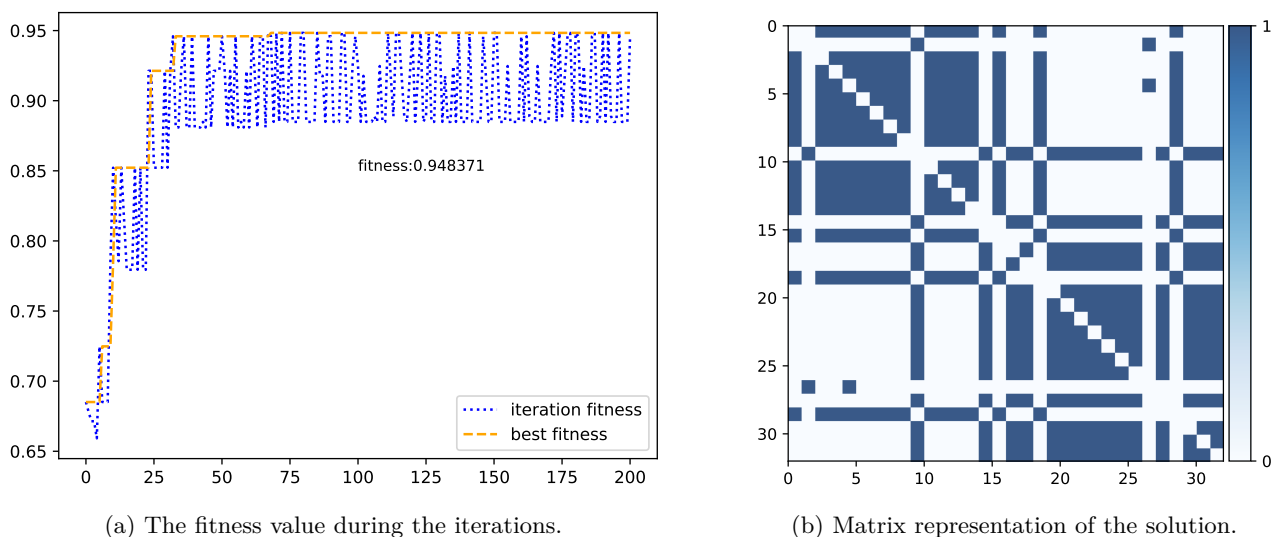 0.95
0.90
0.85
0.80
0.75
0.70
0.65
0 25 50 75 100 125 150 175 200
fitness:0.948371
iteration fitness
best fitness
(a) The fitness value during the iterations.
0
5
10
15
20
25
30
0 5 10 15 20 25 30
1
0
(b) Matrix representation of the solution.